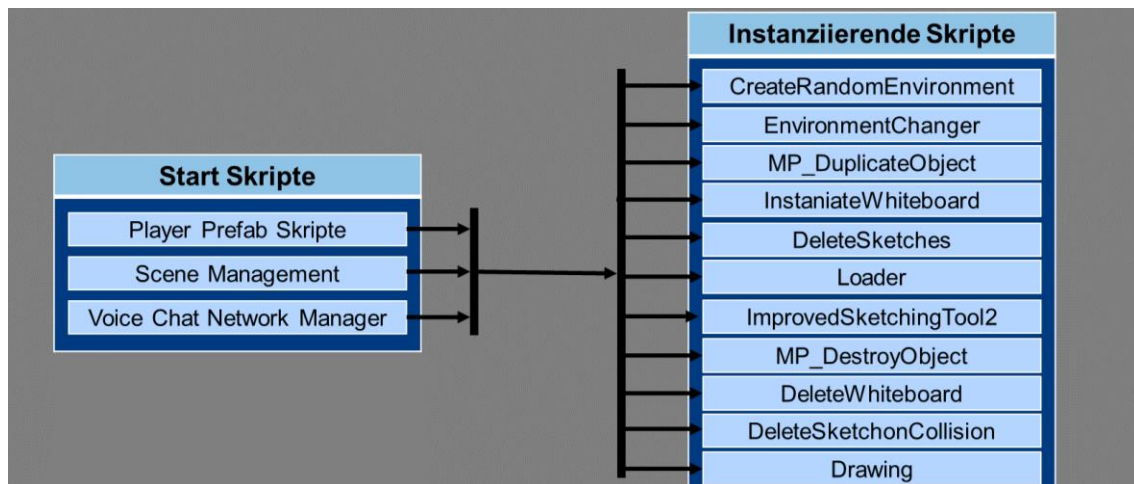 Start Skripte
Player Prefab Skripte
Scene Management
Voice Chat Network Manager
Instanziierende Skripte
CreateRandomEnvironment
EnvironmentChanger
MP_DuplicateObject
InstaniateWhiteboard
DeleteSketches
Loader
ImprovedSketchingTool2
MP_DestroyObject
DeleteWhiteboard
DeleteSketchonCollision
Drawing